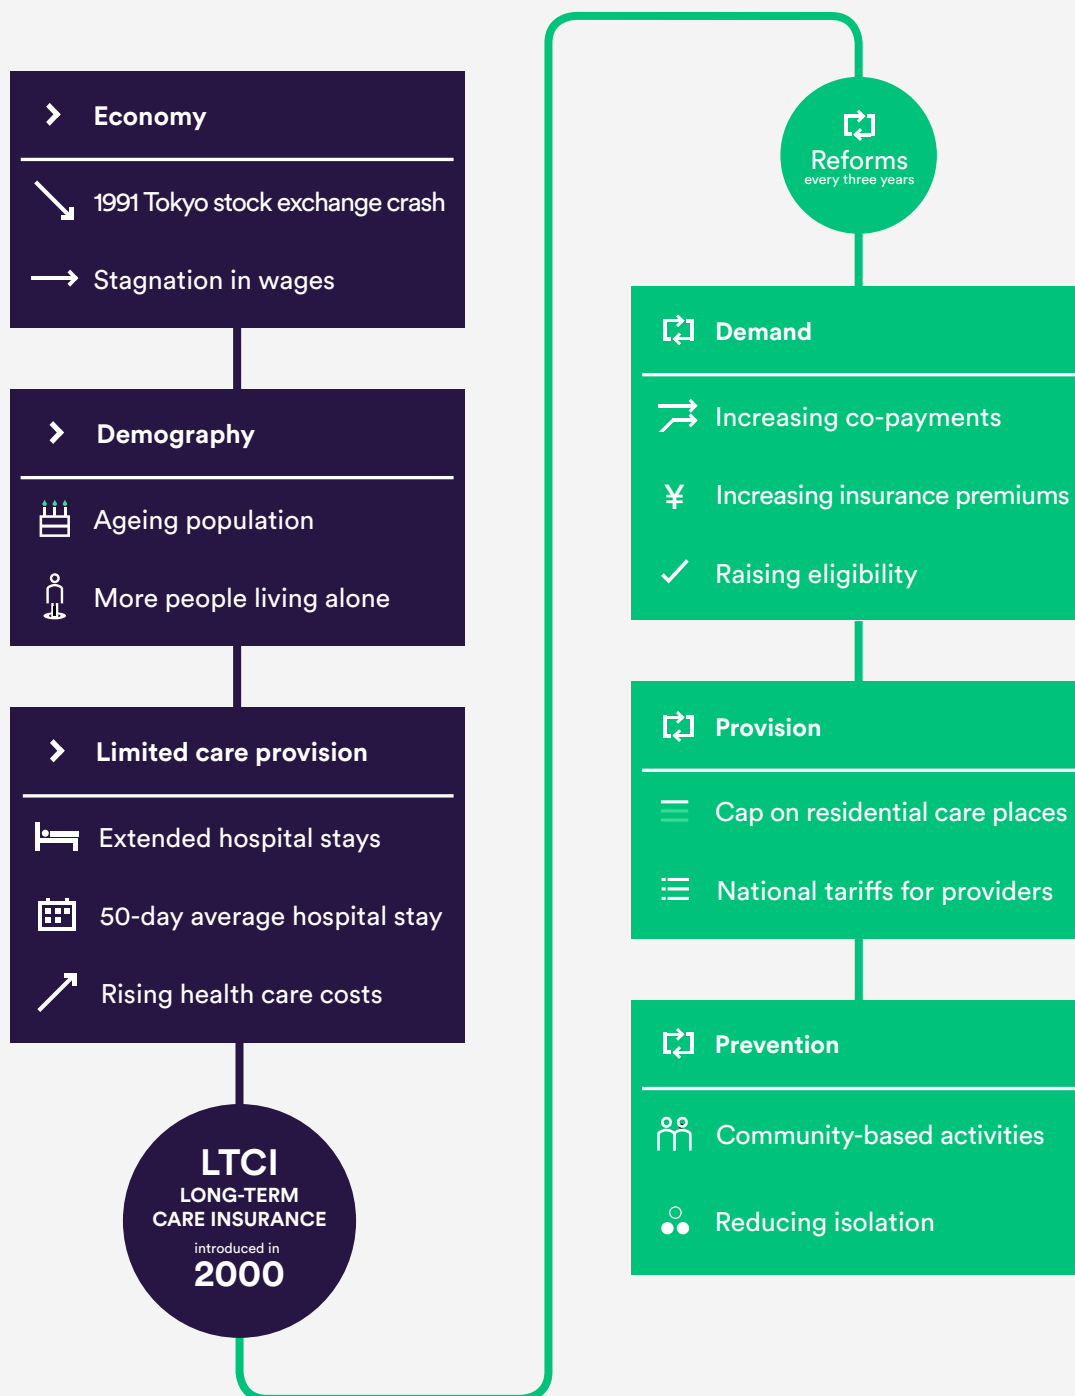 Economy
1991 Tokyo stock exchange crash
Stagnation in wages
Demography
Ageing population
More people living alone
Limited care provision
Extended hospital stays
50-day average hospital stay
Rising health care costs
LTCI
LONG-TERM
CARE INSURANCE
introduced in
2000
Reforms
every three years
Demand
Increasing co-payments
¥ Increasing insurance premiums
Raising eligibility
Provision
Cap on residential care places
National tariffs for providers
Prevention
Community-based activities
Reducing isolation